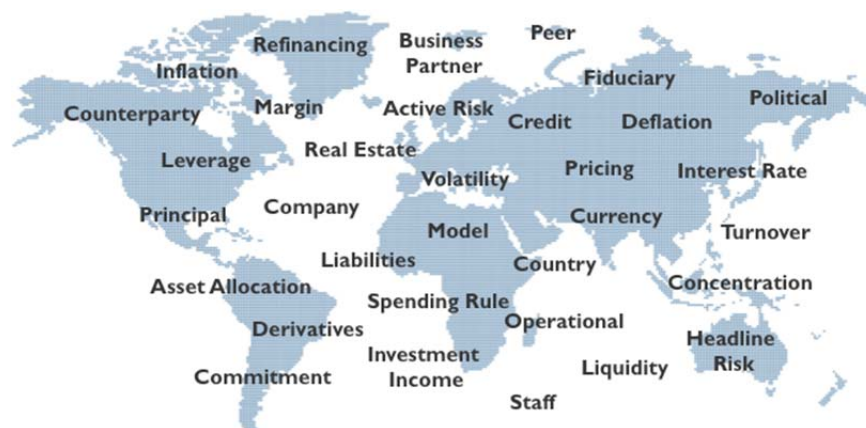 Refinancing
Business
Partner
Peer
Inflation
Fiduciary
Political
Counterparty
Margin
Active Risk
Credit
Deflation
Leverage
Real Estate
Volatility
Pricing
Interest Rate
Principal
Company
Model
Currency
Turnover
Liabilities
Country
Asset Allocation
Spending Rule
Concentration
Derivatives
Operational
Headline
Risk
Commitment
Investment
Income
Liquidity
Staff